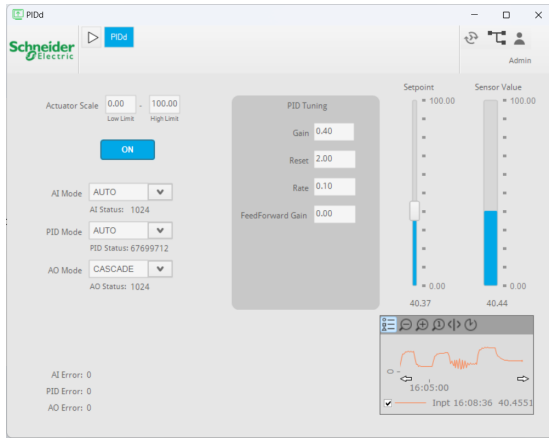 PIDd
PIDd
Schneider
Electric
Admin
Actuator Scale 0.00 - 100.00
Low Limit High Limit
ON
AI Mode AUTO
AI Status: 1024
PID Mode AUTO
PID Status: 67699712
AO Mode CASCADE
AO Status: 1024
AI Error: 0
PID Error: 0
AO Error: 0
PID Tuning
Gain 0.40
Reset 2.00
Rate 0.10
FeedForward Gain 0.00
Setpoint
100.00
0.00
40.37
Sensor Value
100.00
0.00
40.44
0
16:05:00
Inpt 16:08:36 40.4551